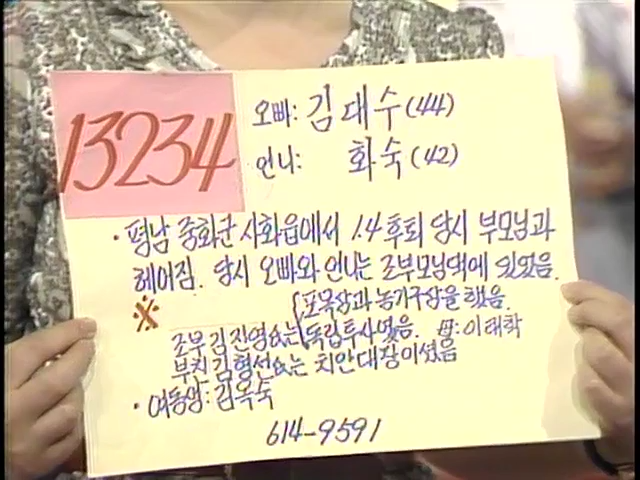 13234
오빠: 김대수 (44)
언니: 화숙 (42)
· 평남 중화군 사화읍에서 1.4 후퇴 당시 부모님과
헤어짐. 당시 오빠와 언니는 조부모님댁에 있었음.
※ 포목상과 농기구상을 했음.
조부 김진영씨는 독립투사였음. 母: 이태학
부친 김형선씨는 치안대장이셨음
· 여동생: 김옥숙
614-9591